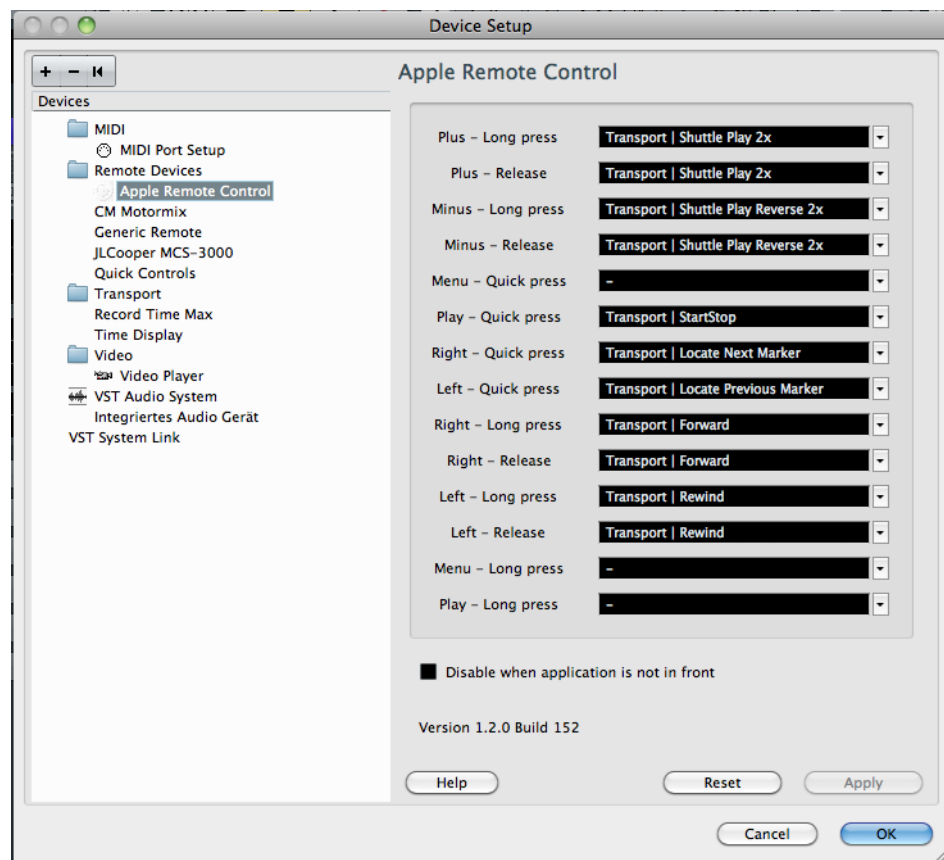 Device Setup
+ –
Devices
MIDI
MIDI Port Setup
Remote Devices
Apple Remote Control
CM Motormix
Generic Remote
JLCooper MCS-3000
Quick Controls
Transport
Record Time Max
Time Display
Video
Video Player
VST Audio System
Integriertes Audio Gerät
VST System Link
Apple Remote Control
Plus – Long press Transport | Shuttle Play 2x
Plus – Release Transport | Shuttle Play 2x
Minus – Long press Transport | Shuttle Play Reverse 2x
Minus – Release Transport | Shuttle Play Reverse 2x
Menu – Quick press –
Play – Quick press Transport | StartStop
Right – Quick press Transport | Locate Next Marker
Left – Quick press Transport | Locate Previous Marker
Right – Long press Transport | Forward
Right – Release Transport | Forward
Left – Long press Transport | Rewind
Left – Release Transport | Rewind
Menu – Long press –
Play – Long press –
Disable when application is not in front
Version 1.2.0 Build 152
Help Reset Apply
Cancel OK